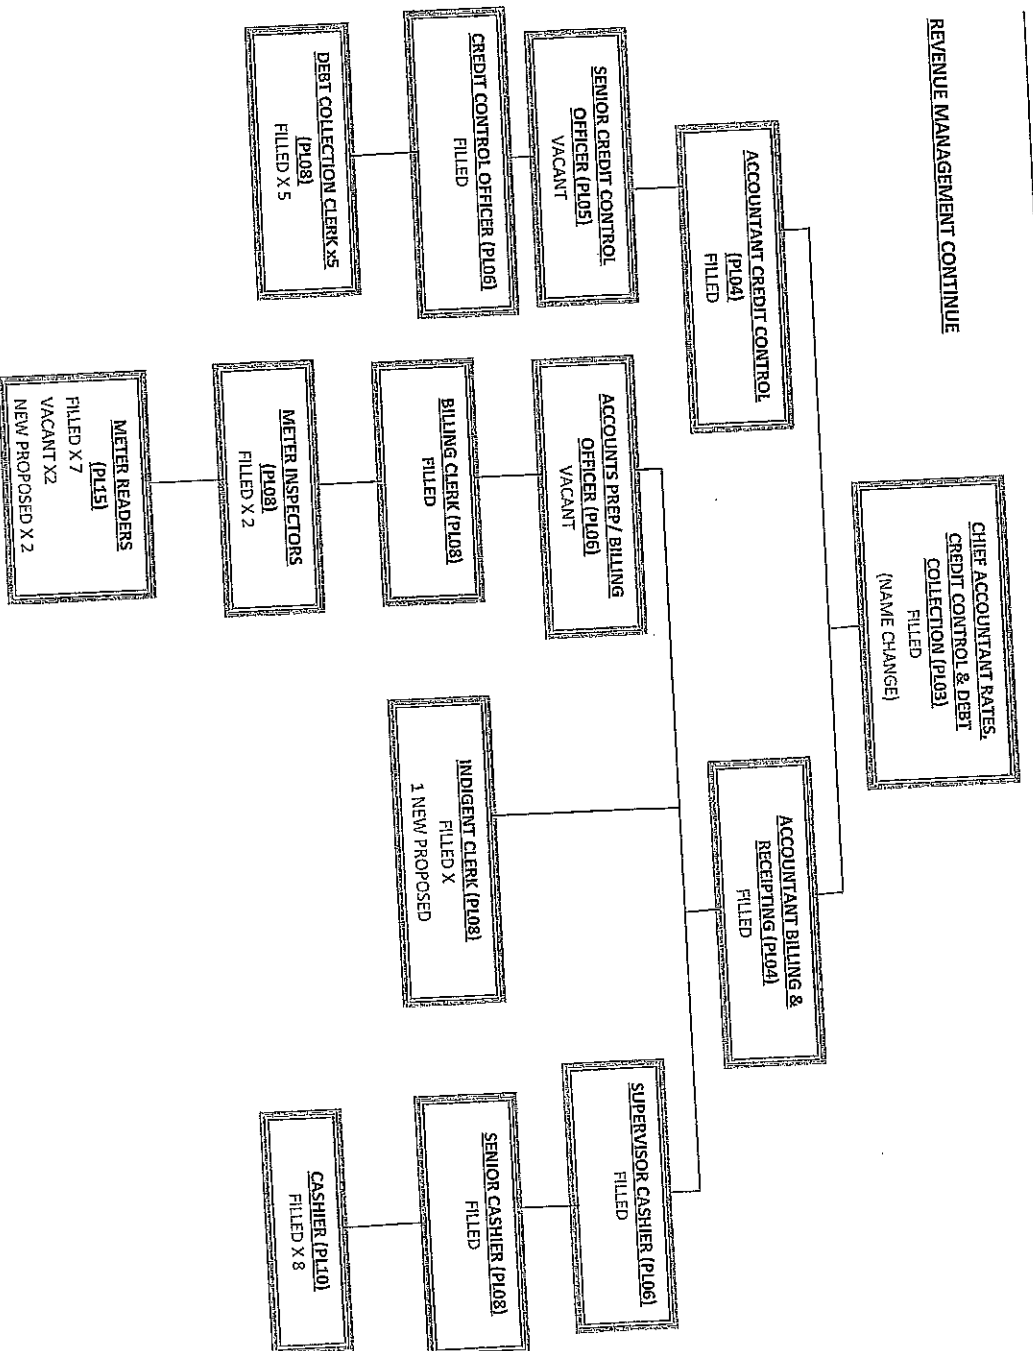 REVENUE MANAGEMENT CONTINUE
CHIEF ACCOUNTANT RATES,
CREDIT CONTROL & DEBT
COLLECTION (PL03)
FILLED
(NAME CHANGE)
ACCOUNTANT CREDIT CONTROL
(PL04)
FILLED
ACCOUNTANT BILLING &
RECEIPTING (PL04)
FILLED
SENIOR CREDIT CONTROL
OFFICER (PL05)
VACANT
CREDIT CONTROL OFFICER (PL06)
FILLED
DEBT COLLECTION CLERK x5
(PL08)
FILLED X 5
ACCOUNTS PREP/ BILLING
OFFICER (PL06)
VACANT
BILLING CLERK (PL08)
FILLED
METER INSPECTORS
(PL08)
FILLED X 2
METER READERS
(PL15)
FILLED X 7
VACANT X2
NEW PROPOSED X 2
INDIGENT CLERK (PL08)
FILLED X
1 NEW PROPOSED
SUPERVISOR CASHIER (PL06)
FILLED
SENIOR CASHIER (PL08)
FILLED
CASHIER (PL10)
FILLED X 8